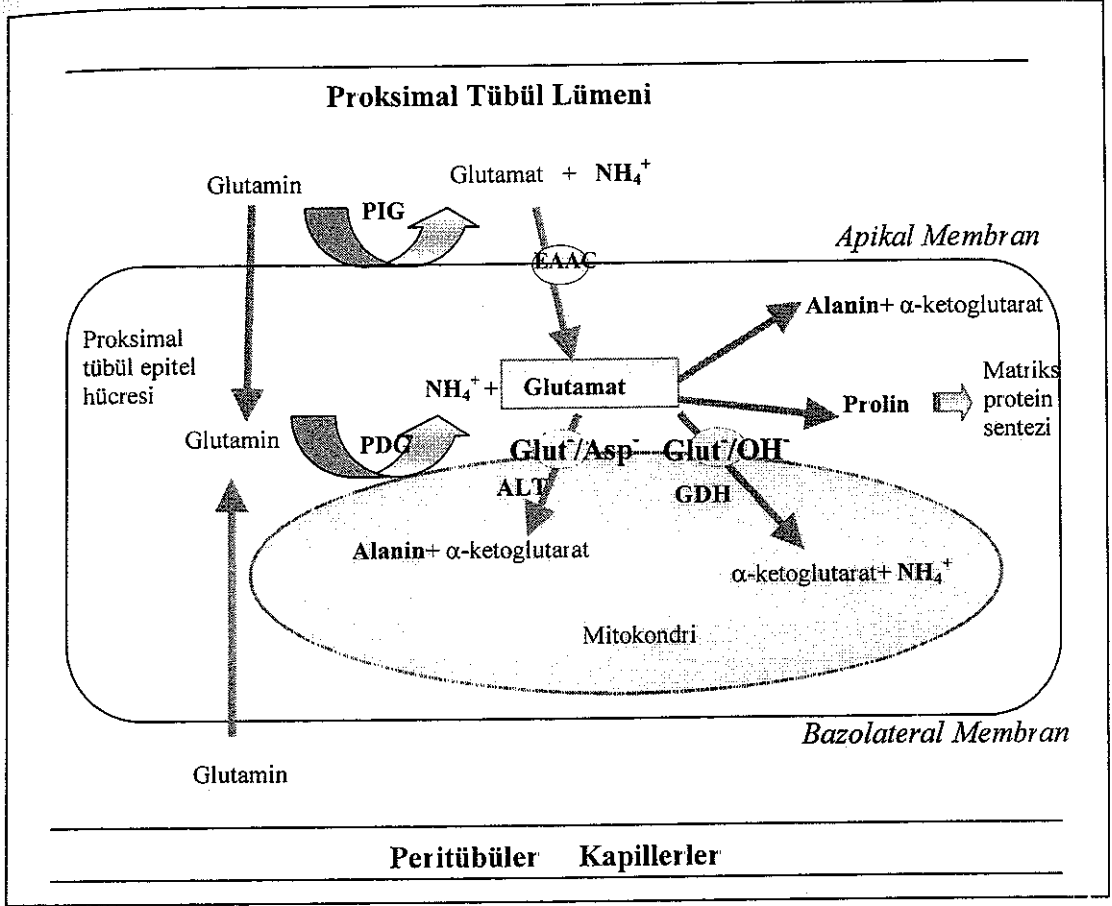 Proksimal Tübül Lümeni
Glutamin
PIG
Glutamat + NH₄⁺
Apikal Membran
EAAC
Proksimal
tübül epitel
hücresi
Alanin+ α-ketoglutarat
NH₄⁺+ Glutamat
Prolin
Matriks
protein
sentezi
Glutamin
PDG
Glut⁻/Asp⁻
Glut⁻/OH⁻
ALT
GDH
Alanin+ α-ketoglutarat
α-ketoglutarat+ NH₄⁺
Mitokondri
Bazolateral Membran
Glutamin
Peritübüler Kapillerler